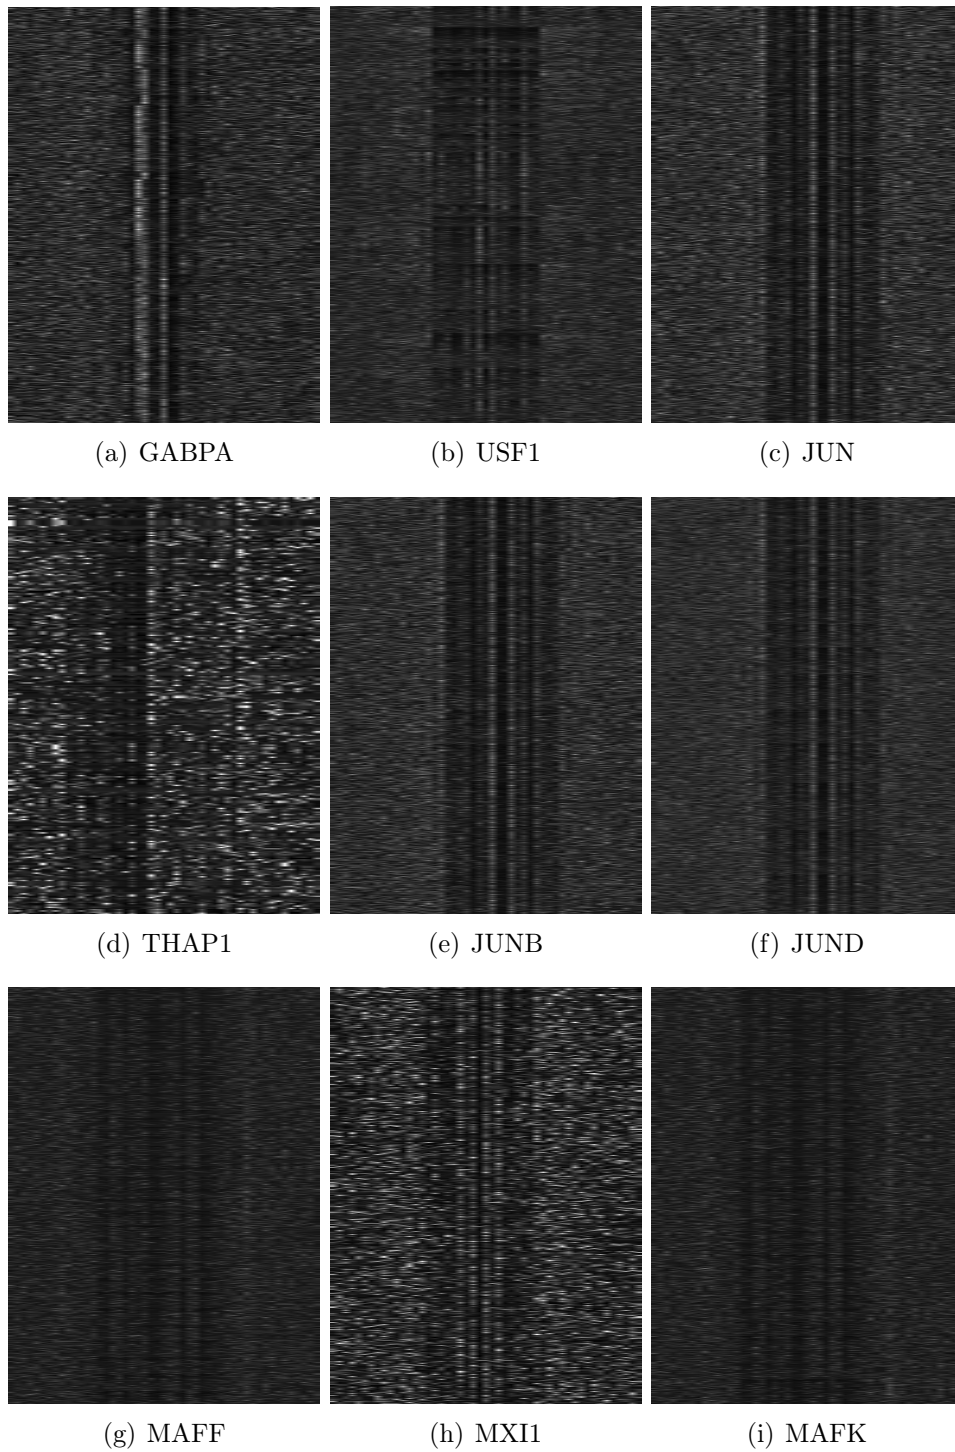 (a) GABPA
(b) USF1
(c) JUN
(d) THAP1
(e) JUNB
(f) JUND
(g) MAFF
(h) MXI1
(i) MAFK